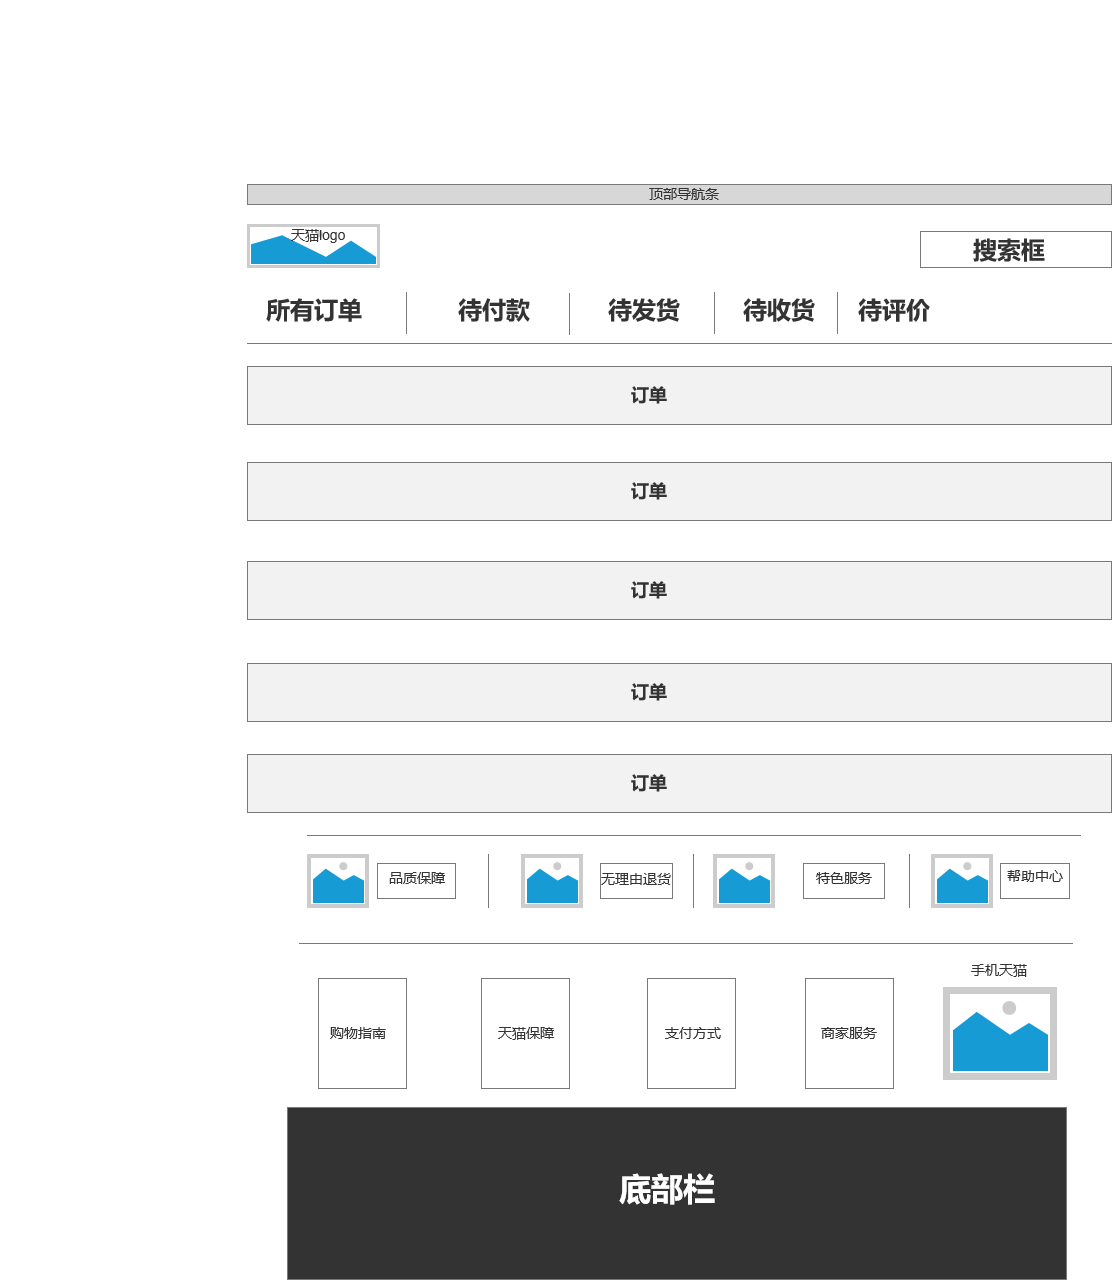 顶部导航条
天猫logo
搜索框
所有订单
待付款
待发货
待收货
待评价
订单
订单
订单
订单
订单
品质保障
无理由退货
特色服务
帮助中心
手机天猫
购物指南
天猫保障
支付方式
商家服务
底部栏